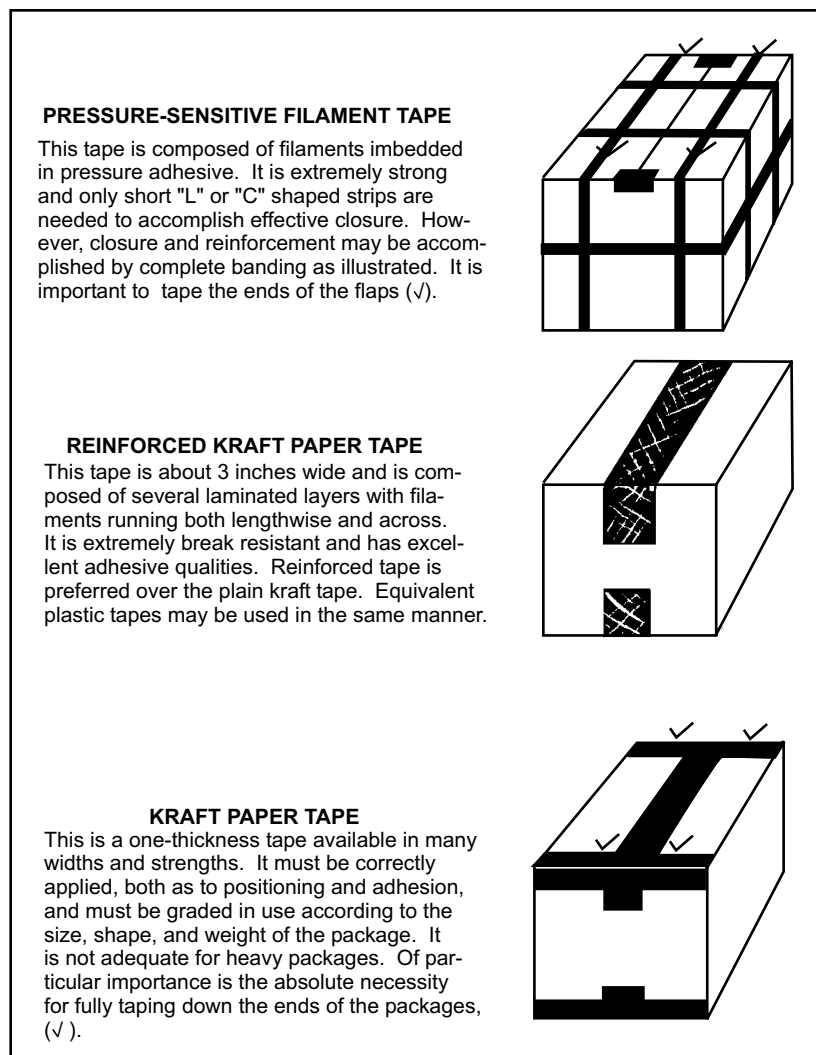 PRESSURE-SENSITIVE FILAMENT TAPE
This tape is composed of filaments imbedded
in pressure adhesive. It is extremely strong
and only short "L" or "C" shaped strips are
needed to accomplish effective closure. How-
ever, closure and reinforcement may be accom-
plished by complete banding as illustrated. It is
important to tape the ends of the flaps (√).
REINFORCED KRAFT PAPER TAPE
This tape is about 3 inches wide and is com-
posed of several laminated layers with fila-
ments running both lengthwise and across.
It is extremely break resistant and has excel-
lent adhesive qualities. Reinforced tape is
preferred over the plain kraft tape. Equivalent
plastic tapes may be used in the same manner.
KRAFT PAPER TAPE
This is a one-thickness tape available in many
widths and strengths. It must be correctly
applied, both as to positioning and adhesion,
and must be graded in use according to the
size, shape, and weight of the package. It
is not adequate for heavy packages. Of par-
ticular importance is the absolute necessity
for fully taping down the ends of the packages,
(√ ).